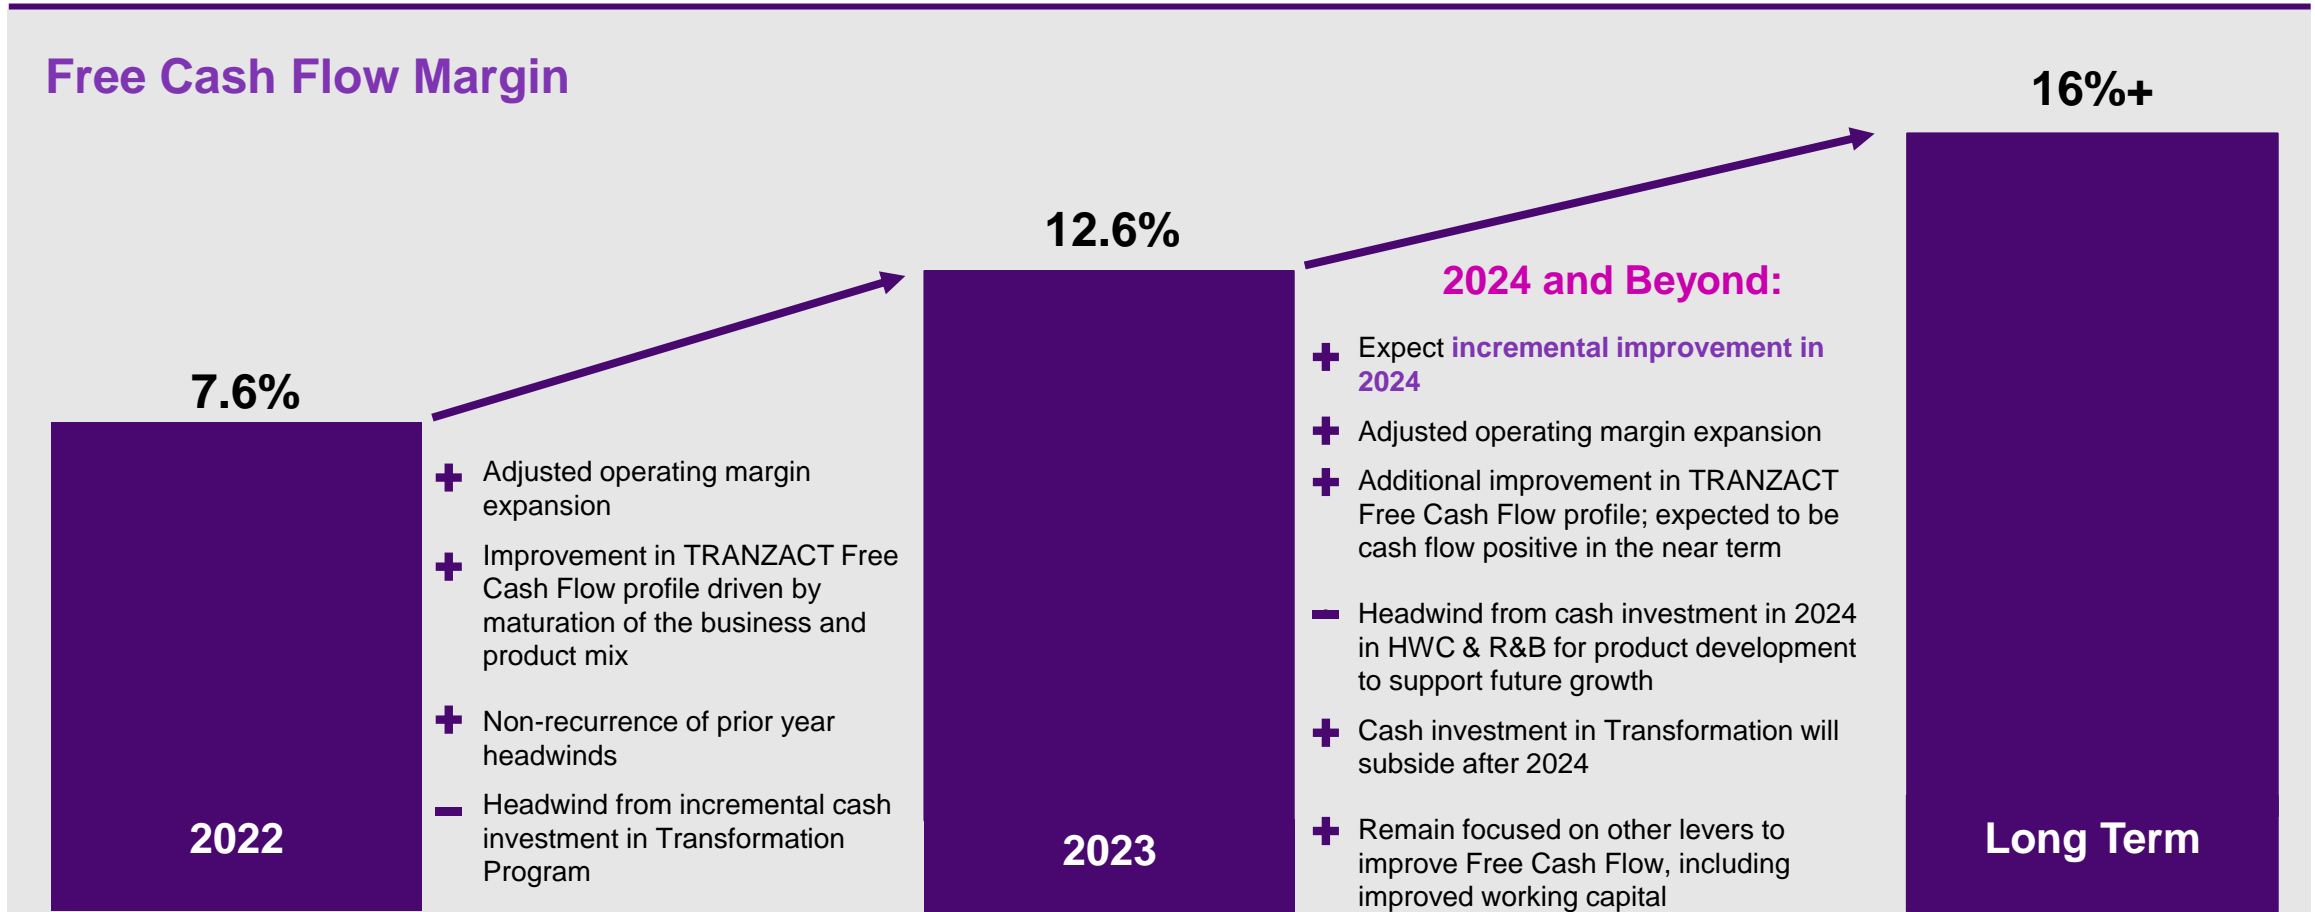 Free Cash Flow Margin
7.6%
2022
+ Adjusted operating margin
expansion
+ Improvement in TRANZACT Free
Cash Flow profile driven by
maturation of the business and
product mix
+ Non-recurrence of prior year
headwinds
- Headwind from incremental cash
investment in Transformation
Program
12.6%
2023
2024 and Beyond:
+ Expect incremental improvement in
2024
+ Adjusted operating margin expansion
+ Additional improvement in TRANZACT
Free Cash Flow profile; expected to be
cash flow positive in the near term
- Headwind from cash investment in 2024
in HWC & R&B for product development
to support future growth
+ Cash investment in Transformation will
subside after 2024
+ Remain focused on other levers to
improve Free Cash Flow, including
improved working capital
16%+
Long Term